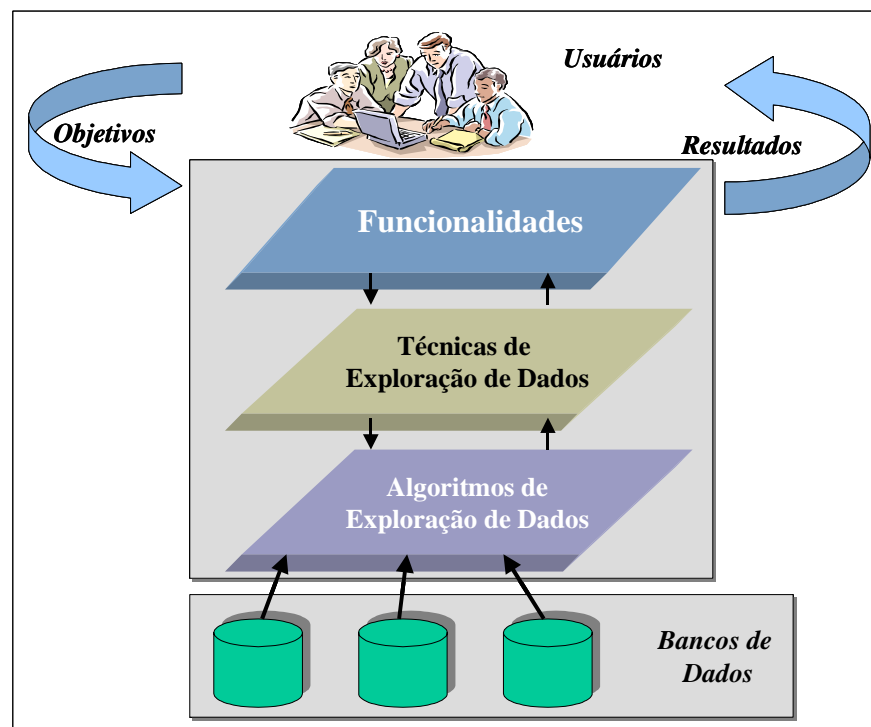 Usuários
Objetivos
Resultados
Funcionalidades
Técnicas de
Exploração de Dados
Algoritmos de
Exploração de Dados
Bancos de
Dados